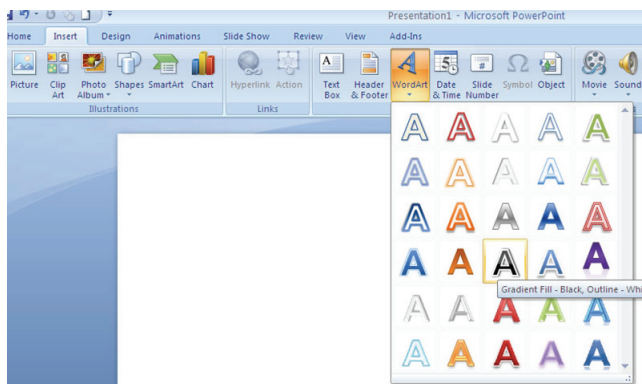 Presentation1 - Microsoft PowerPoint
Home Insert Design Animations Slide Show Review View Add-Ins
Picture Clip Art Photo Album Shapes SmartArt Chart Hyperlink Action Text Box Header & Footer WordArt Date & Time Slide Number Symbol Object Movie Sound
Illustrations Links
Gradient Fill - Black, Outline - Whi